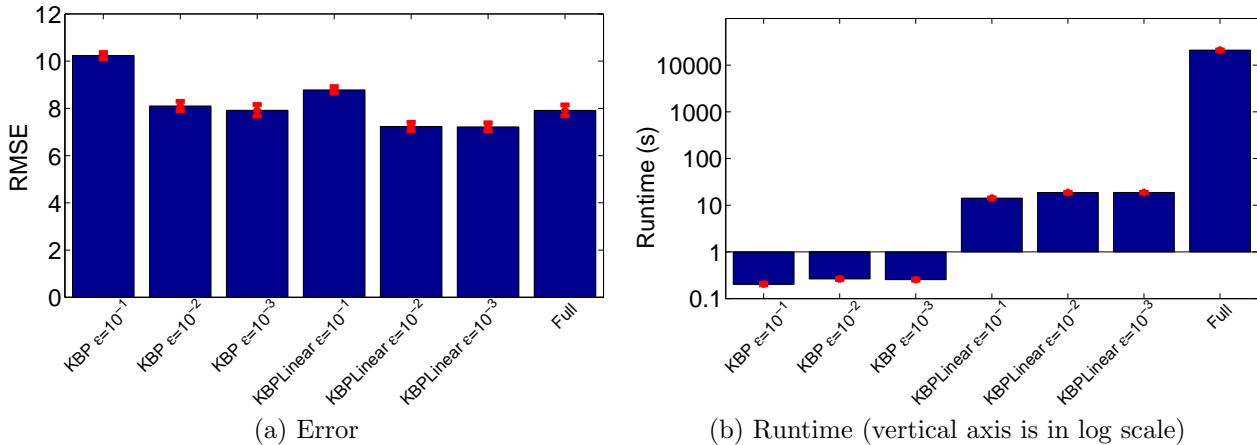 12
10
8
6
4
2
0
RMSE
KBP ε=10⁻¹
KBP ε=10⁻²
KBP ε=10⁻³
KBPLinear ε=10⁻¹
KBPLinear ε=10⁻²
KBPLinear ε=10⁻³
Full
(a) Error
10000
1000
100
10
1
0.1
Runtime (s)
KBP ε=10⁻¹
KBP ε=10⁻²
KBP ε=10⁻³
KBPLinear ε=10⁻¹
KBPLinear ε=10⁻²
KBPLinear ε=10⁻³
Full
(b) Runtime (vertical axis is in log scale)